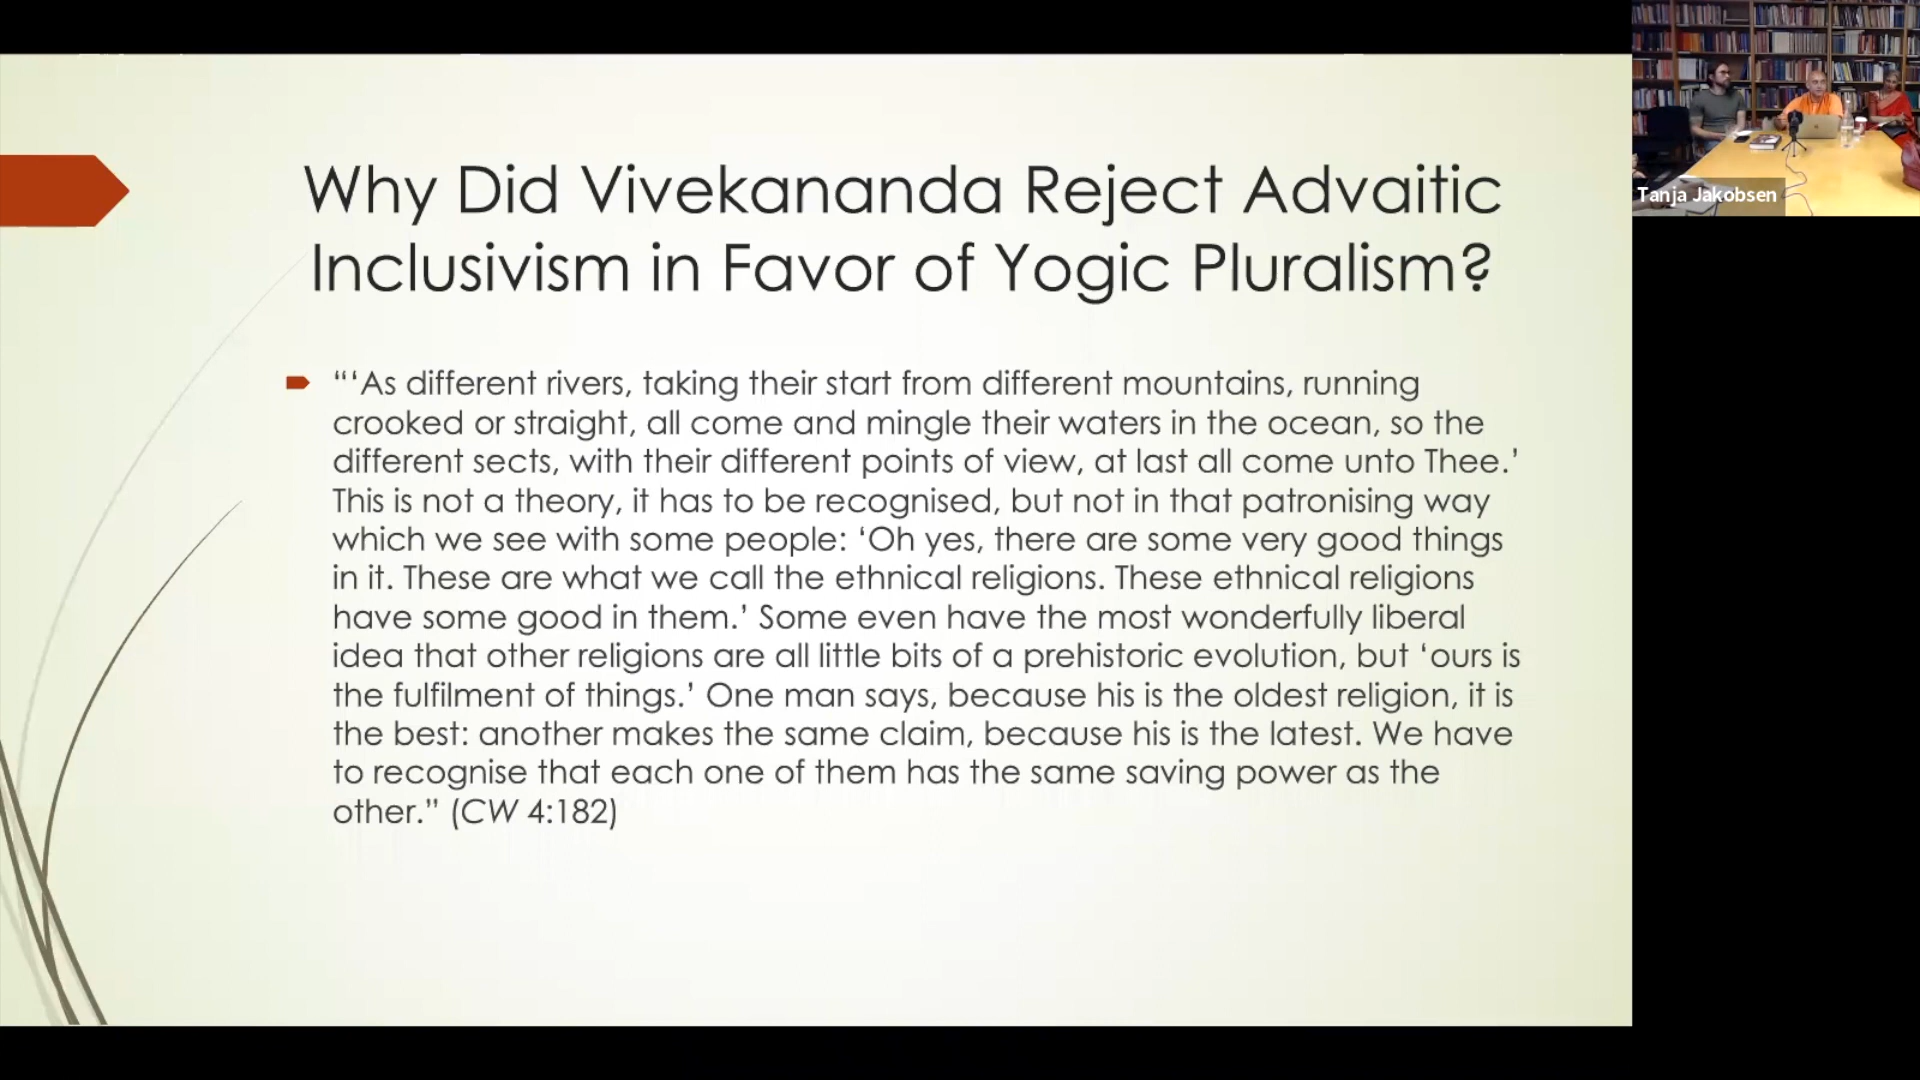 Why Did Vivekananda Reject Advaitic
Inclusivism in Favor of Yogic Pluralism?
“‘As different rivers, taking their start from different mountains, running
crooked or straight, all come and mingle their waters in the ocean, so the
different sects, with their different points of view, at last all come unto Thee.’
This is not a theory, it has to be recognised, but not in that patronising way
which we see with some people: ‘Oh yes, there are some very good things
in it. These are what we call the ethnical religions. These ethnical religions
have some good in them.’ Some even have the most wonderfully liberal
idea that other religions are all little bits of a prehistoric evolution, but ‘ours is
the fulfilment of things.’ One man says, because his is the oldest religion, it is
the best: another makes the same claim, because his is the latest. We have
to recognise that each one of them has the same saving power as the
other.” (CW 4:182)
Tanja Jakobsen